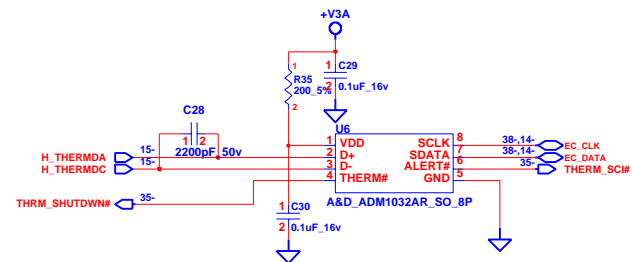 +V3A
1
R35
200_5%
2
1
C29
2
0.1uF_16v
C28
1 2
2200pF_50v
U6
H_THERMDA
15-
H_THERMDC
15-
THRM_SHUTDWN#
35-
1 VDD
2 D+
3 D-
4 THERM#
SCLK 8
SDATA 7
ALERT# 6
GND 5
38-,14-
EC_CLK
38-,14-
EC_DATA
35-
THERM_SCI#
A&D_ADM1032AR_SO_8P
1
C30
2
0.1uF_16v